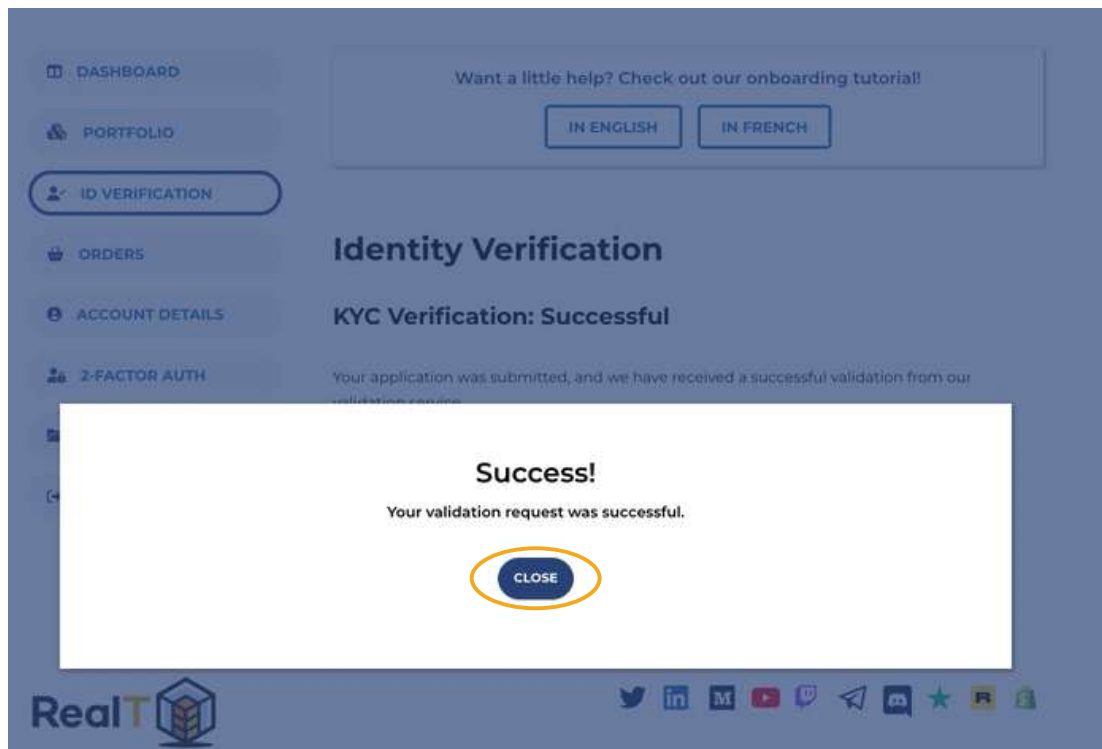 DASHBOARD
Want a little help? Check out our onboarding tutorial!
PORTFOLIO
IN ENGLISH
IN FRENCH
ID VERIFICATION
Identity Verification
ORDERS
ACCOUNT DETAILS
KYC Verification: Successful
2-FACTOR AUTH
Your application was submitted, and we have received a successful validation from our
validation service
Success!
Your validation request was successful.
CLOSE
RealT